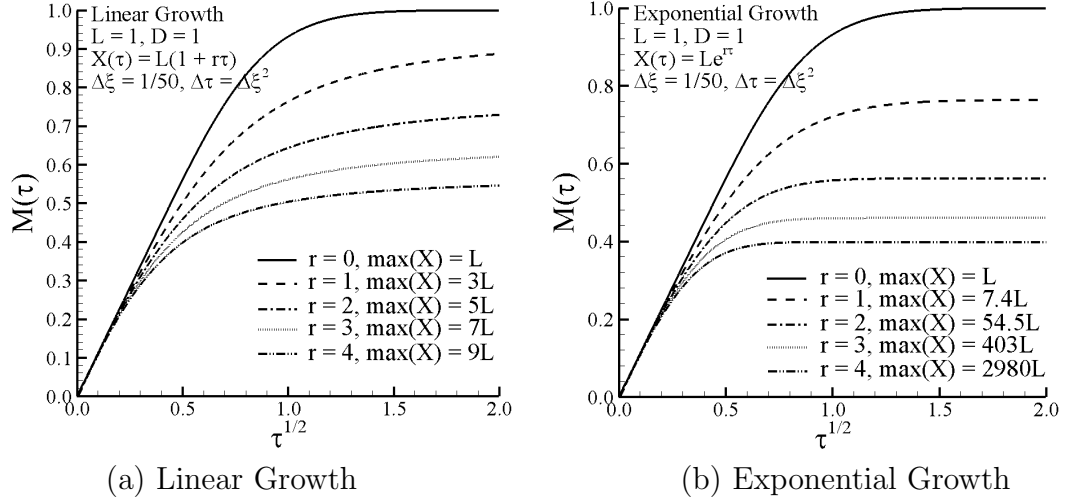 Linear Growth
L = 1, D = 1
X(τ) = L(1 + rτ)
Δξ = 1/50, Δτ = Δξ²
M(τ)
1.0
0.9
0.8
0.7
0.6
0.5
0.4
0.3
0.2
0.1
0.0
r = 0, max(X) = L
r = 1, max(X) = 3L
r = 2, max(X) = 5L
r = 3, max(X) = 7L
r = 4, max(X) = 9L
0.0 0.5 1.0 1.5 2.0
τ^1/2
(a) Linear Growth
Exponential Growth
L = 1, D = 1
X(τ) = Le^rτ
Δξ = 1/50, Δτ = Δξ²
M(τ)
1.0
0.8
0.6
0.4
0.2
0.0
r = 0, max(X) = L
r = 1, max(X) = 7.4L
r = 2, max(X) = 54.5L
r = 3, max(X) = 403L
r = 4, max(X) = 2980L
0.0 0.5 1.0 1.5 2.0
τ^1/2
(b) Exponential Growth